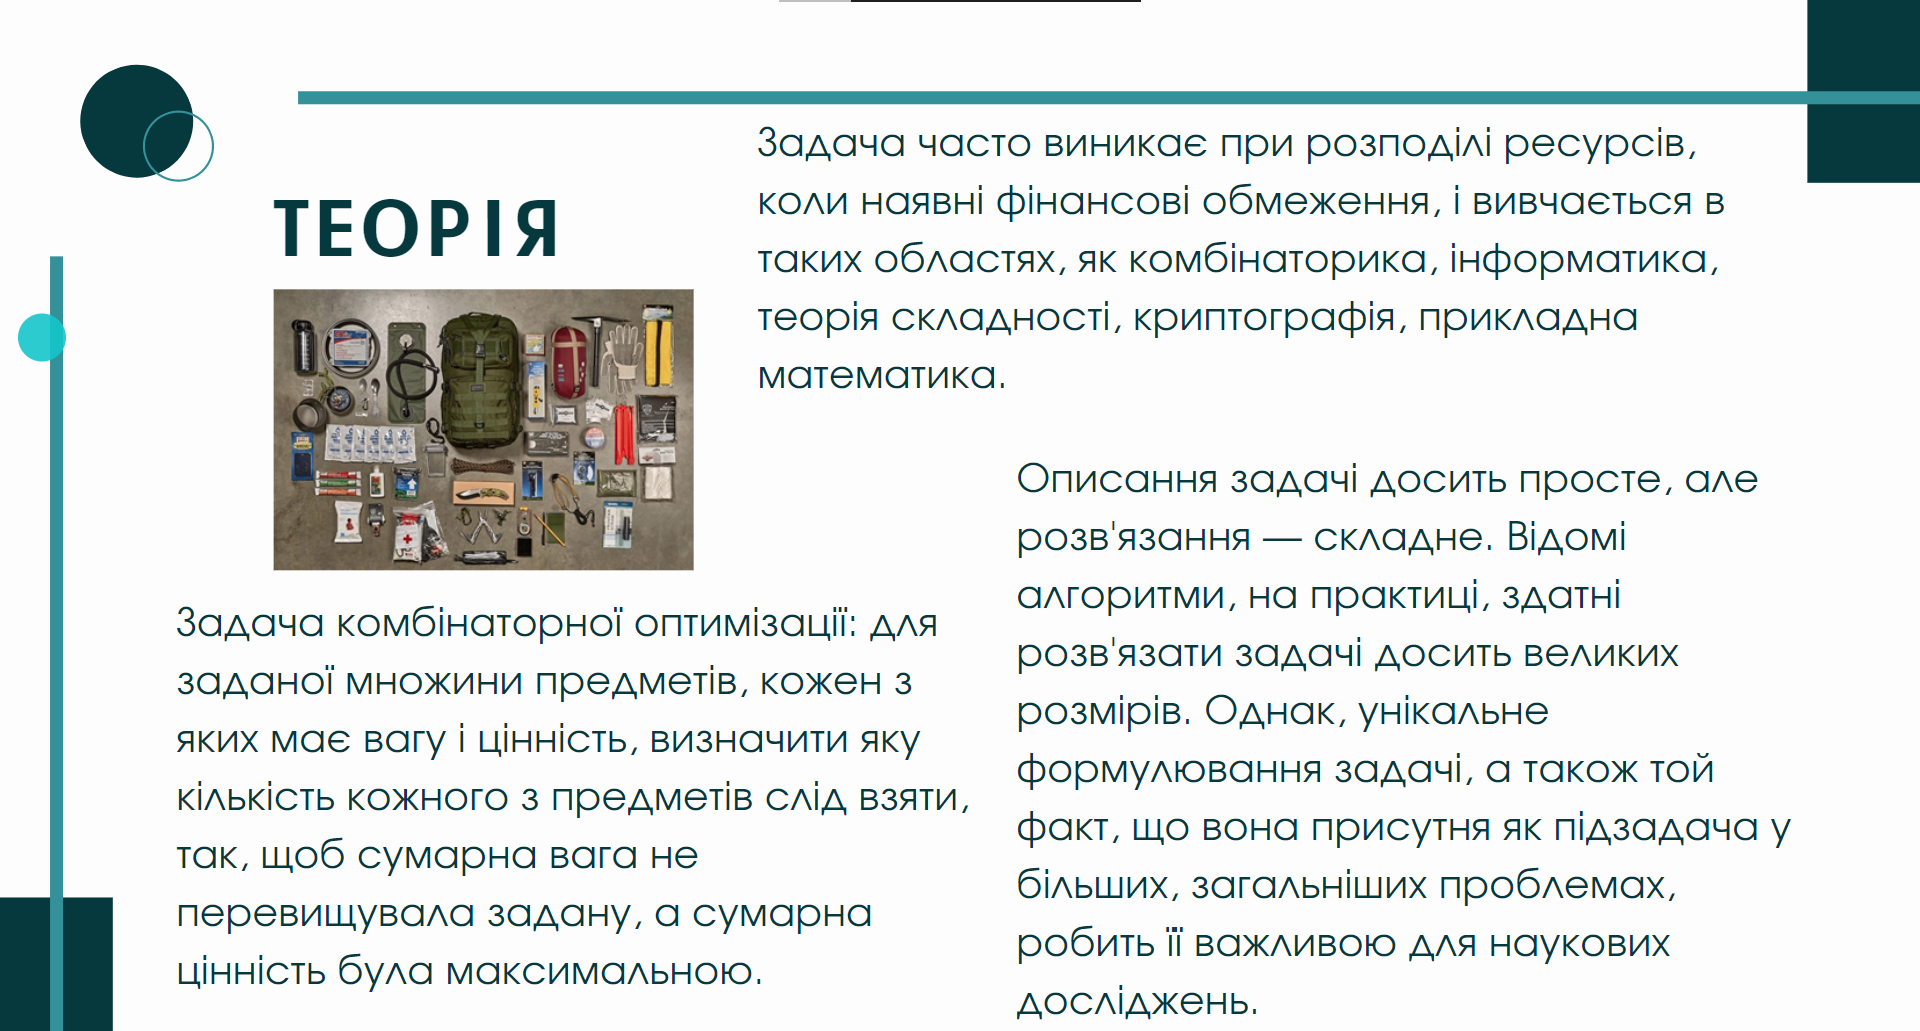 ТЕОРІЯ
Задача часто виникає при розподілі ресурсів,
коли наявні фінансові обмеження, і вивчається в
таких областях, як комбінаторика, інформатика,
теорія складності, криптографія, прикладна
математика.
Задача комбінаторної оптимізації: для
заданої множини предметів, кожен з
яких має вагу і цінність, визначити яку
кількість кожного з предметів слід взяти,
так, щоб сумарна вага не
перевищувала задану, а сумарна
цінність була максимальною.
Описання задачі досить просте, але
розв'язання — складне. Відомі
алгоритми, на практиці, здатні
розв'язати задачі досить великих
розмірів. Однак, унікальне
формулювання задачі, а також той
факт, що вона присутня як підзадача у
більших, загальніших проблемах,
робить її важливою для наукових
досліджень.